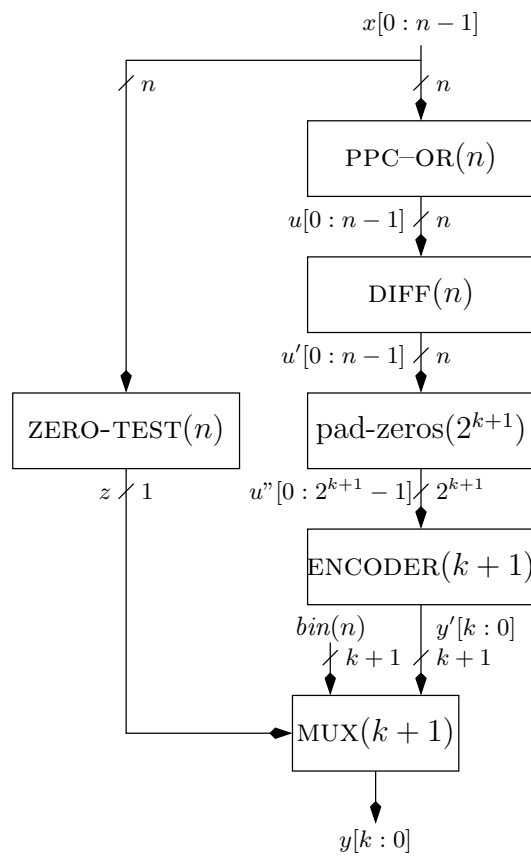 x[0 : n − 1]
n n
PPC–OR(n)
u[0 : n − 1] n
DIFF(n)
u'[0 : n − 1] n
ZERO-TEST(n) pad-zeros(2^{k+1})
z 1 u”[0 : 2^{k+1} − 1] 2^{k+1}
ENCODER(k + 1)
bin(n) y'[k : 0]
k + 1 k + 1
MUX(k + 1)
y[k : 0]